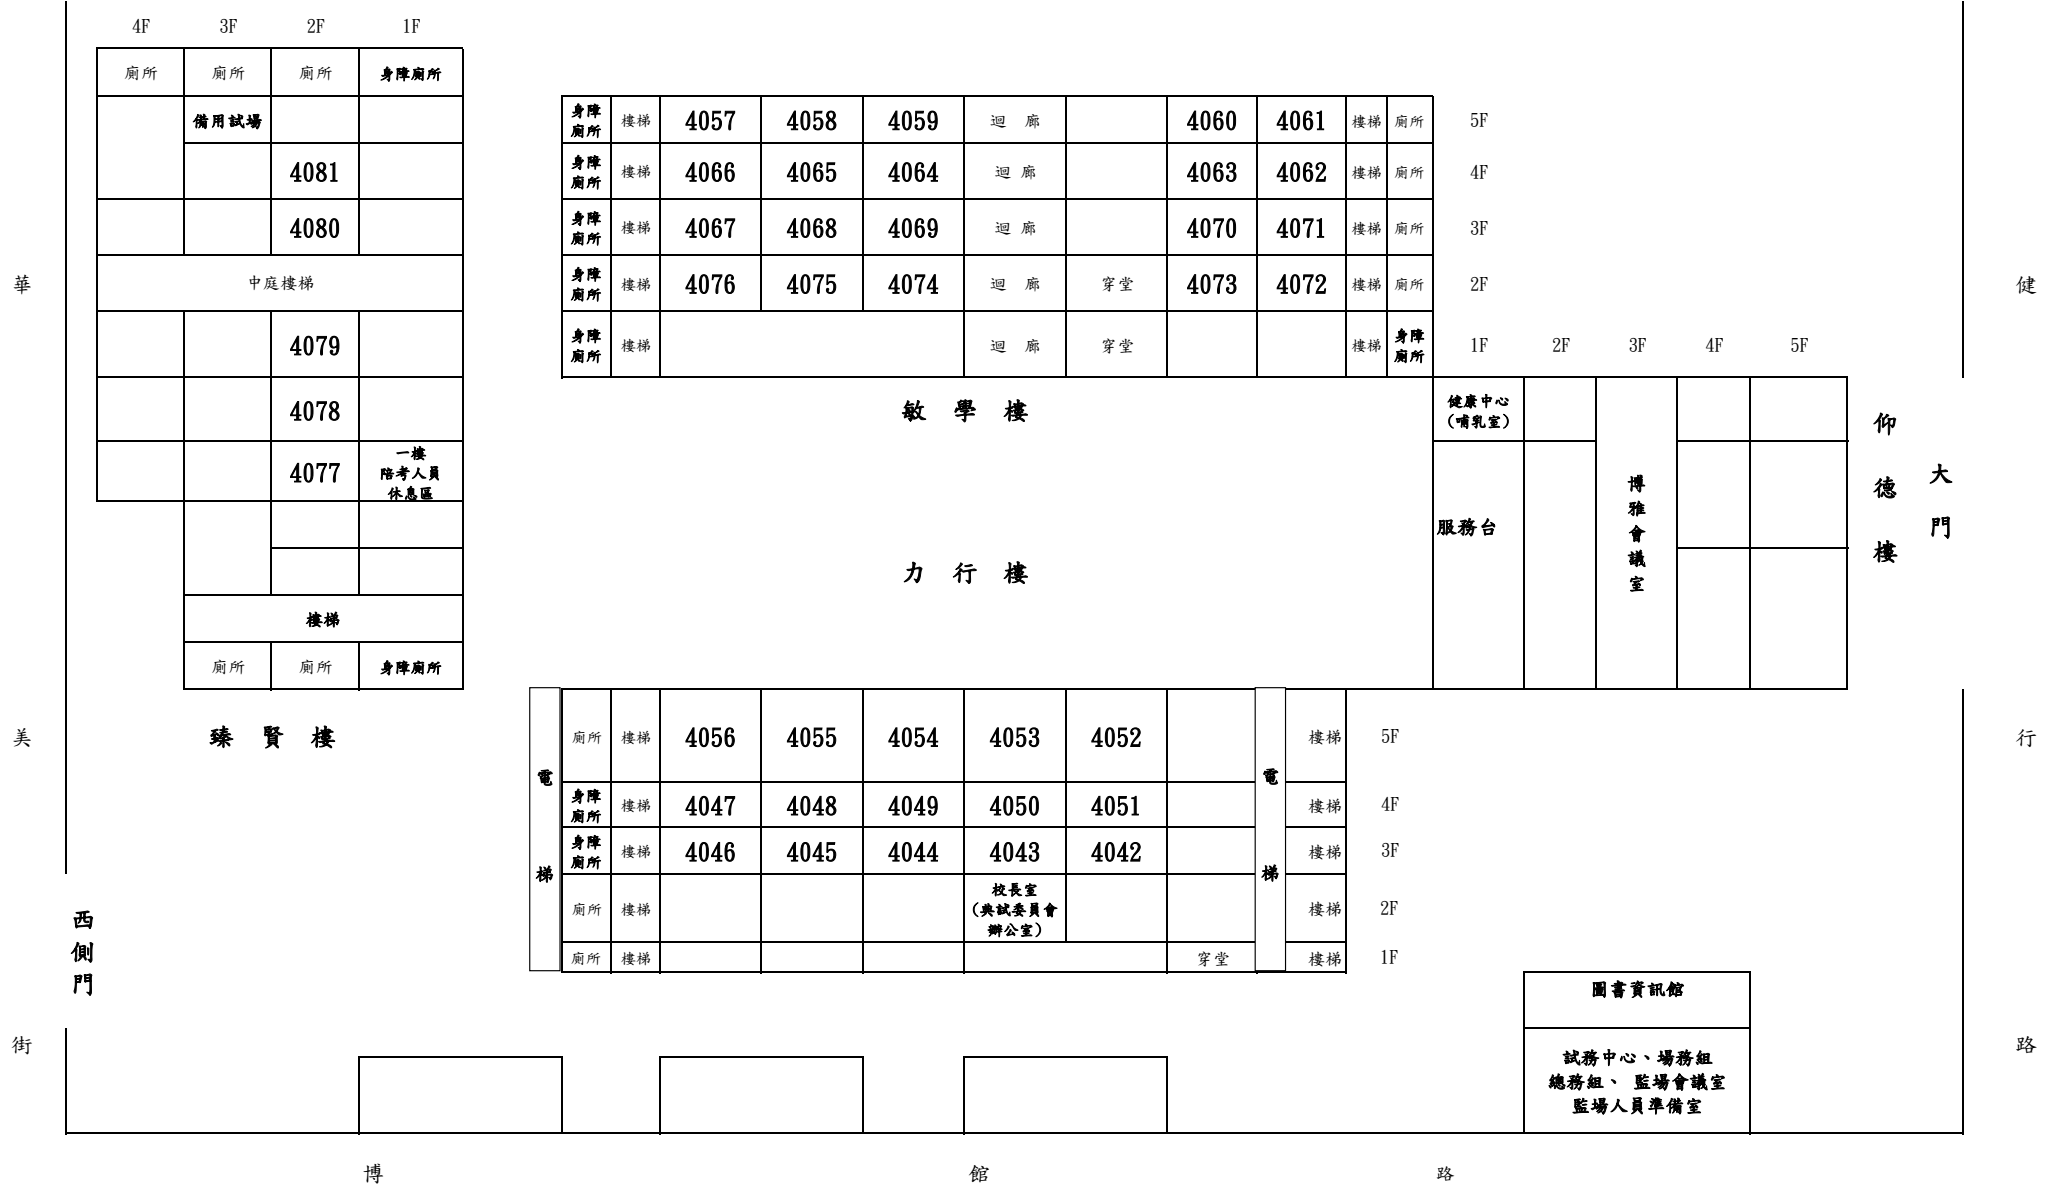 4F 3F 2F 1F
廁所 廁所 廁所 身障廁所
備用試場
4081
4080
中庭樓梯
4079
4078
4077
一樓
陪考人員
休息區
樓梯
廁所 廁所 身障廁所
臻 賢 樓
身障
廁所
樓梯 4057 4058 4059 迴 廊 4060 4061 樓梯 廁所 5F
身障
廁所
樓梯 4066 4065 4064 迴 廊 4063 4062 樓梯 廁所 4F
身障
廁所
樓梯 4067 4068 4069 迴 廊 4070 4071 樓梯 廁所 3F
身障
廁所
樓梯 4076 4075 4074 迴 廊 穿堂 4073 4072 樓梯 廁所 2F
身障
廁所
樓梯 迴 廊 穿堂 樓梯
身障
廁所
1F 2F 3F 4F 5F
敏 學 樓
健康中心
(哺乳室)
服務台
博雅會議室
仰德樓
大門
力 行 樓
電梯
廁所 樓梯 4056 4055 4054 4053 4052 樓梯 5F
身障
廁所
樓梯 4047 4048 4049 4050 4051 樓梯 4F
身障
廁所
樓梯 4046 4045 4044 4043 4042 樓梯 3F
廁所 樓梯
校長室
(典試委員會
辦公室)
樓梯 2F
廁所 樓梯 穿堂 樓梯 1F
電梯
圖書資訊館
試務中心、場務組
總務組、 監場會議室
監場人員準備室
西側門
華 美 街
健 行 路
博 館 路